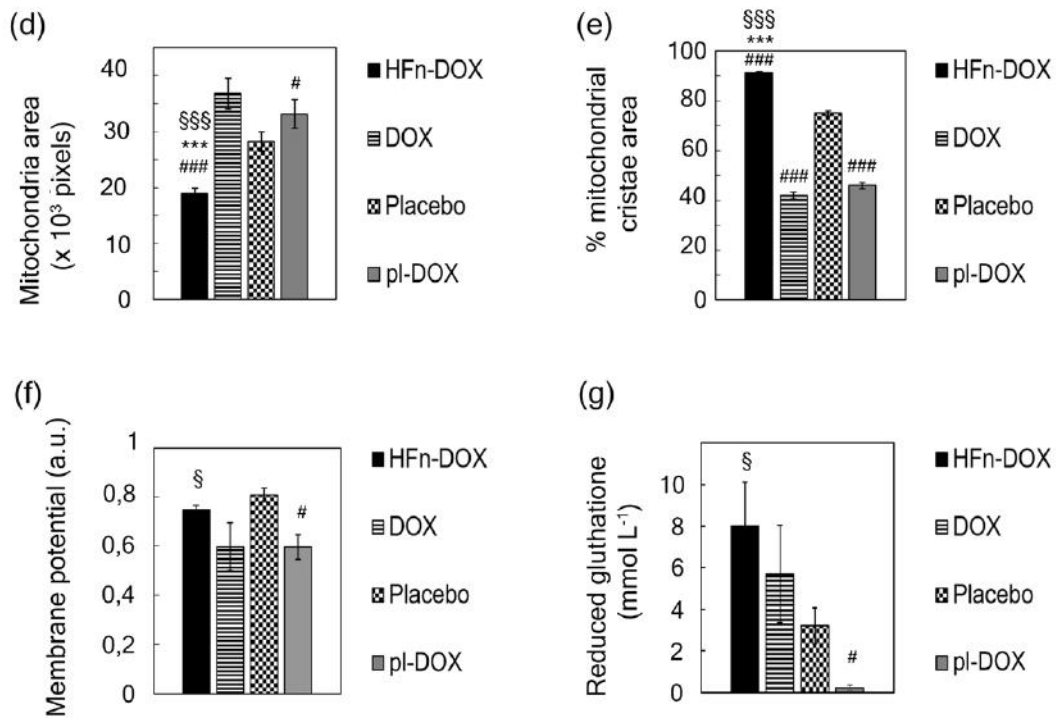 (d)
Mitochondria area
(x 10³ pixels)
40
30
20
10
0
§§§
***
###
#
HFn-DOX
DOX
Placebo
pl-DOX
(e)
% mitochondrial
cristae area
100
80
60
40
20
0
§§§
***
###
###
###
HFn-DOX
DOX
Placebo
pl-DOX
(f)
Membrane potential (a.u.)
1
0,8
0,6
0,4
0,2
0
§
#
HFn-DOX
DOX
Placebo
pl-DOX
(g)
Reduced gluthatione
(mmol L⁻¹)
10
8
6
4
2
0
§
#
HFn-DOX
DOX
Placebo
pl-DOX